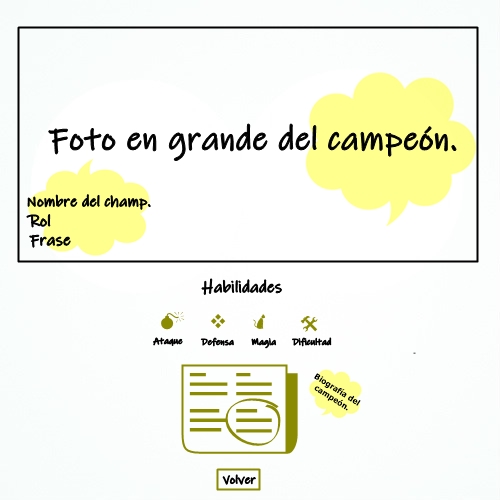 Foto en grande del campeón.
Nombre del champ.
Rol
Frase
Habilidades
Ataque Defensa Magia Dificultad
Biografía del
campeón.
Volver